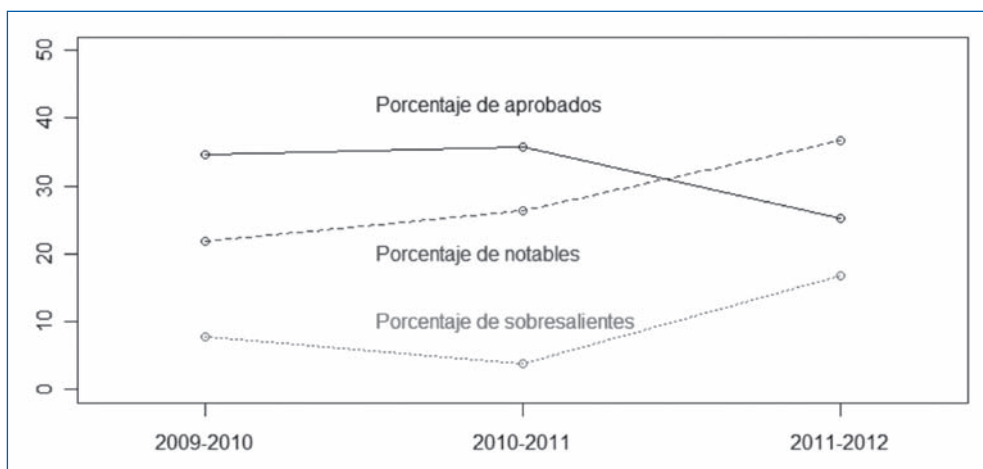 50
40
30
20
10
0
Porcentaje de aprobados
Porcentaje de notables
Porcentaje de sobresalientes
2009-2010 2010-2011 2011-2012